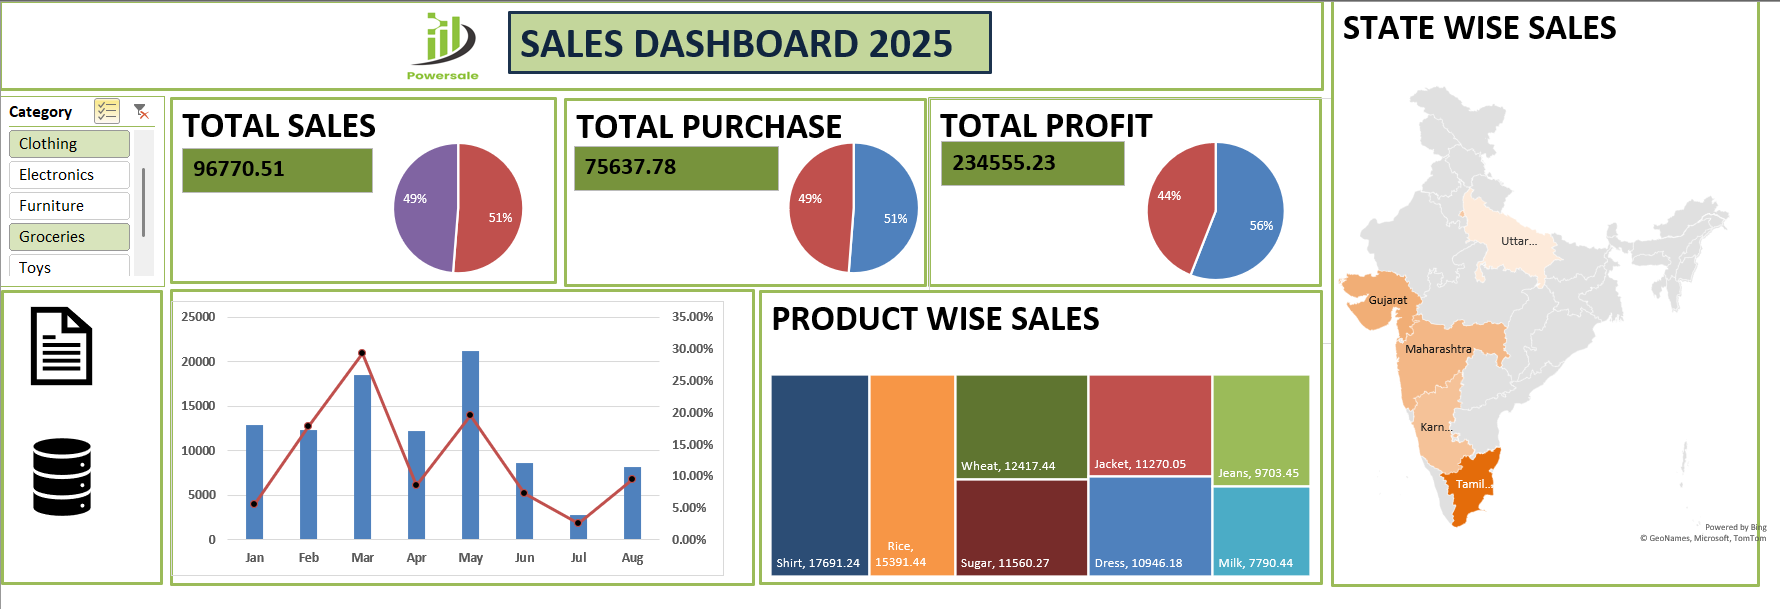 Powersale
SALES DASHBOARD 2025
STATE WISE SALES
Category
Clothing
Electronics
Furniture
Groceries
Toys
TOTAL SALES
96770.51
49%
51%
TOTAL PURCHASE
75637.78
49%
51%
TOTAL PROFIT
234555.23
44%
56%
25000
20000
15000
10000
5000
0
35.00%
30.00%
25.00%
20.00%
15.00%
10.00%
5.00%
0.00%
Jan Feb Mar Apr May Jun Jul Aug
PRODUCT WISE SALES
Shirt, 17691.24
Rice,
15391.44
Wheat, 12417.44
Sugar, 11560.27
Jacket, 11270.05
Dress, 10946.18
Jeans, 9703.45
Milk, 7790.44
Uttar...
Gujarat
Maharashtra
Karn...
Tamil...
Powered by Bing
© GeoNames, Microsoft, TomTom